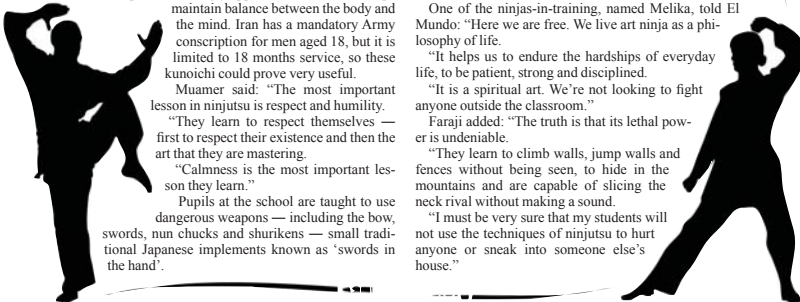 maintain balance between the body and
the mind. Iran has a mandatory Army
conscription for men aged 18, but it is
limited to 18 months service, so these
kunoichi could prove very useful.
Muamer said: “The most important
lesson in ninjutsu is respect and humility.
“They learn to respect themselves —
first to respect their existence and then the
art that they are mastering.
“Calmness is the most important les-
son they learn.”
Pupils at the school are taught to use
dangerous weapons — including the bow,
swords, nun chucks and shurikens — small tradi-
tional Japanese implements known as ‘swords in
the hand’.
One of the ninjas-in-training, named Melika, told El
Mundo: “Here we are free. We live art ninja as a phi-
losophy of life.
“It helps us to endure the hardships of everyday
life, to be patient, strong and disciplined.
“It is a spiritual art. We’re not looking to fight
anyone outside the classroom.”
Faraji added: “The truth is that its lethal pow-
er is undeniable.
“They learn to climb walls, jump walls and
fences without being seen, to hide in the
mountains and are capable of slicing the
neck rival without making a sound.
“I must be very sure that my students will
not use the techniques of ninjutsu to hurt
anyone or sneak into someone else’s
house.”